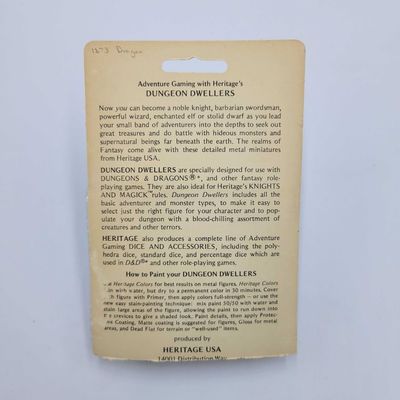 1273 Dragon
Adventure Gaming with Heritage's
DUNGEON DWELLERS
Now you can become a noble knight, barbarian swordsman,
powerful wizard, enchanted elf or stolid dwarf as you lead
your small band of adventurers into the depths to seek out
great treasures and do battle with hideous monsters and
supernatural beings far beneath the earth. The realms of
Fantasy come alive with these detailed metal miniatures
from Heritage USA.
DUNGEON DWELLERS are specially designed for use with
DUNGEONS & DRAGONS®*, and other fantasy role-
playing games. They are also ideal for Heritage's KNIGHTS
AND MAGICK™ rules. Dungeon Dwellers includes all the
basic adventurer and monster types, to make it easy to
select just the right figure for your character and to pop-
ulate your dungeon with a blood-chilling assortment of
creatures and other terrors.
HERITAGE also produces a complete line of Adventure
Gaming DICE AND ACCESSORIES, including the poly-
hedra dice, standard dice, and percentage dice which are
used in D&D®* and other role-playing games.
How to Paint your DUNGEON DWELLERS
Heritage Colors for best results on metal figures. Heritage Colors
in with water, but dry to a permanent color in 30 minutes. Cover
figure with Primer, then apply colors full-strength — or use the
new easy stain-painting technique: mix paint 50/50 with water and
stain large areas of the figure, allowing the paint to run down into
crevices to give a shaded look. Paint details, then apply Protec-
Coating. Matte coating is suggested for figures, Gloss for metal
areas, and Dead Flat for terrain or "well-used" items.
produced by
HERITAGE USA
14001 Distribution Way